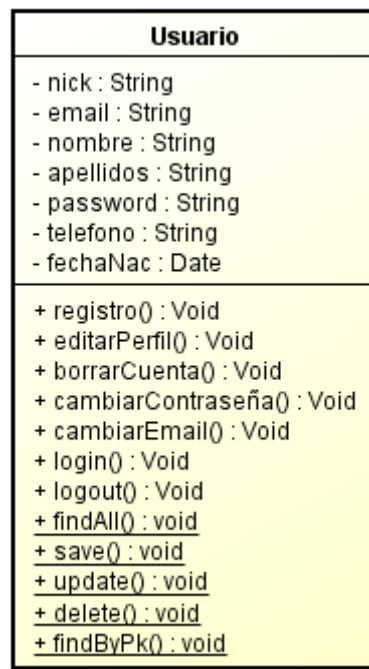 Usuario
- nick : String
- email : String
- nombre : String
- apellidos : String
- password : String
- telefono : String
- fechaNac : Date
+ registro() : Void
+ editarPerfil() : Void
+ borrarCuenta() : Void
+ cambiarContraseña() : Void
+ cambiarEmail() : Void
+ login() : Void
+ logout() : Void
+ findAll() : void
+ save() : void
+ update() : void
+ delete() : void
+ findByPk() : void